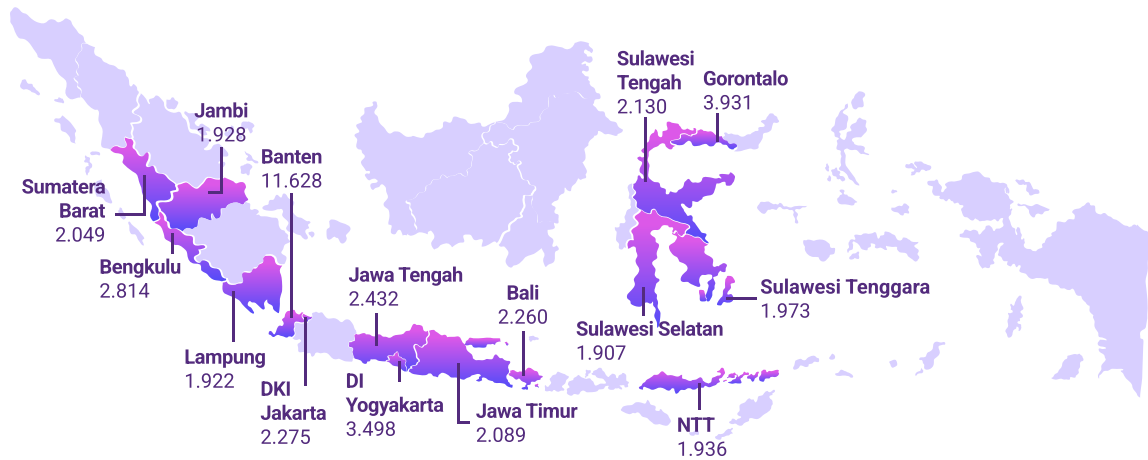 Sulawesi
Tengah
2.130
Gorontalo
3.931
Jambi
1.928
Banten
11.628
Sumatera
Barat
2.049
Bengkulu
2.814
Jawa Tengah
2.432
Bali
2.260
Sulawesi Tenggara
1.973
Sulawesi Selatan
1.907
Lampung
1.922
DKI
Jakarta
2.275
DI
Yogyakarta
3.498
Jawa Timur
2.089
NTT
1.936